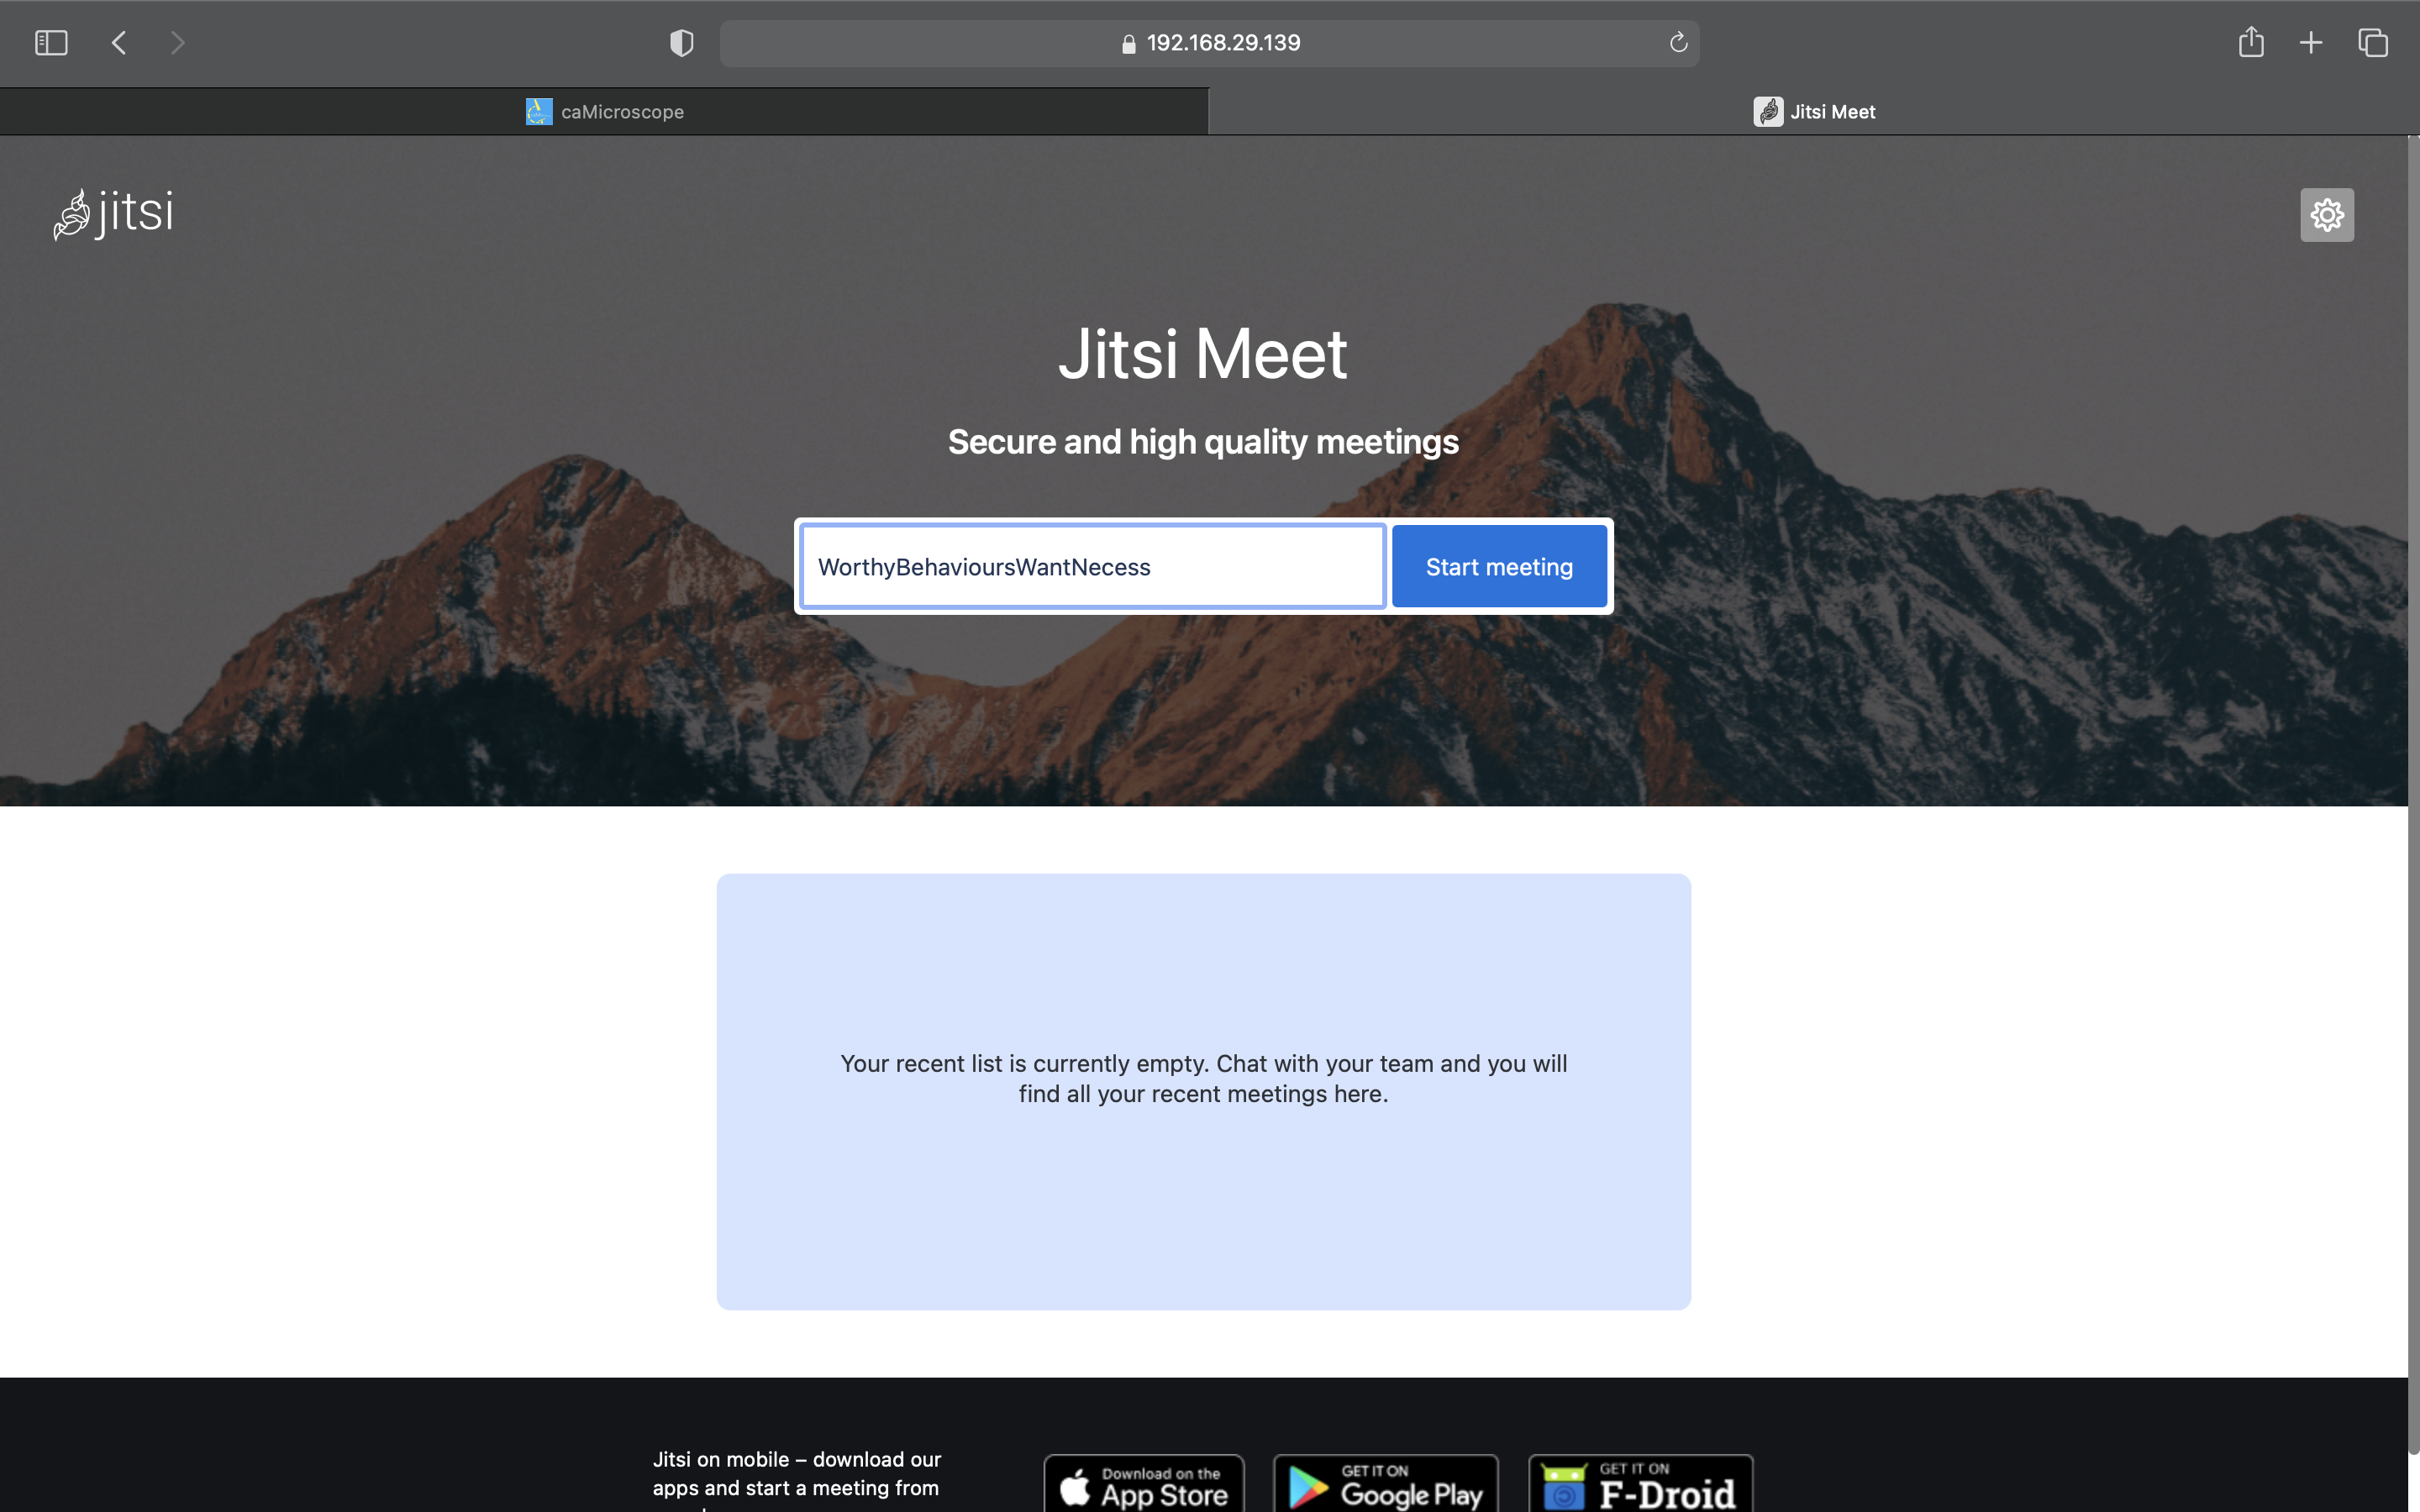 192.168.29.139
caMicroscope
Jitsi Meet
jitsi
Jitsi Meet
Secure and high quality meetings
WorthyBehavioursWantNecess
Start meeting
Your recent list is currently empty. Chat with your team and you will
find all your recent meetings here.
Jitsi on mobile – download our
apps and start a meeting from
Download on the
App Store
GET IT ON
Google Play
GET IT ON
F-Droid